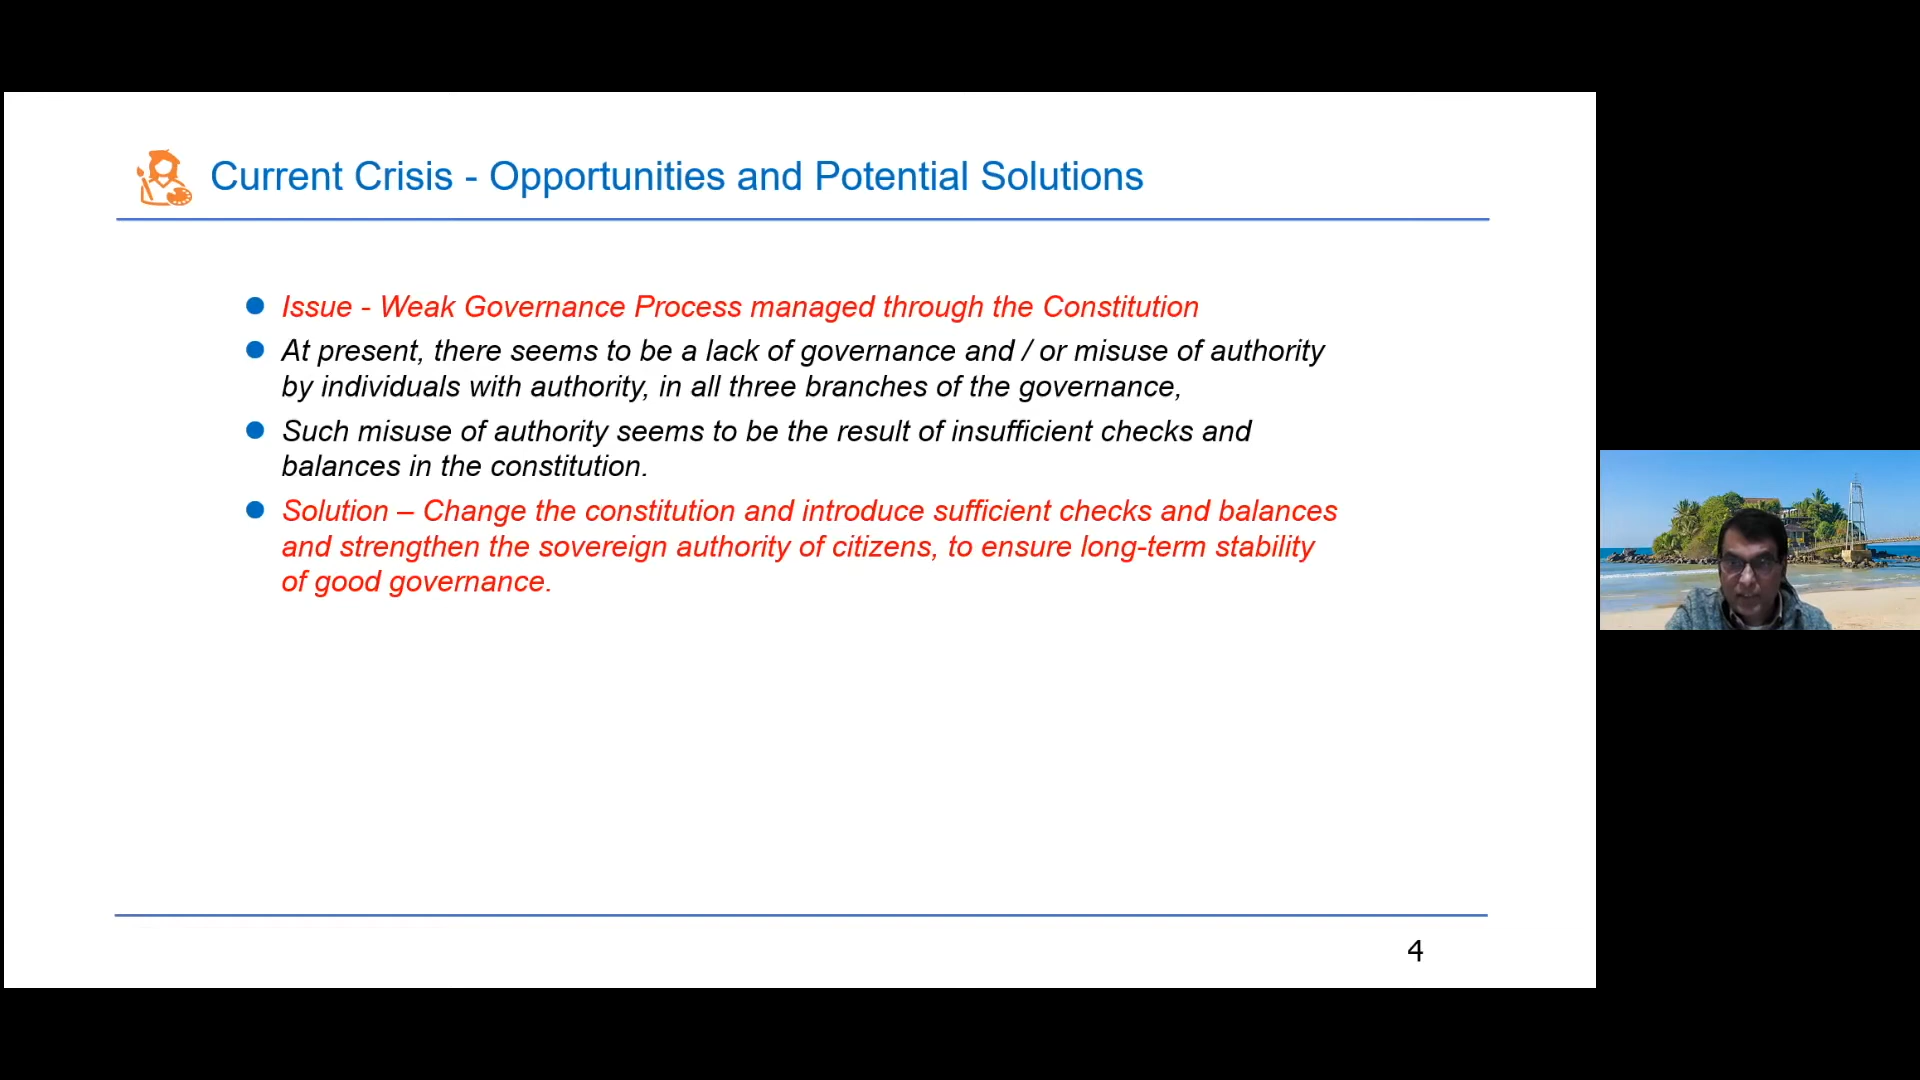 Current Crisis - Opportunities and Potential Solutions
Issue - Weak Governance Process managed through the Constitution
At present, there seems to be a lack of governance and / or misuse of authority
by individuals with authority, in all three branches of the governance,
Such misuse of authority seems to be the result of insufficient checks and
balances in the constitution.
Solution – Change the constitution and introduce sufficient checks and balances
and strengthen the sovereign authority of citizens, to ensure long-term stability
of good governance.
4